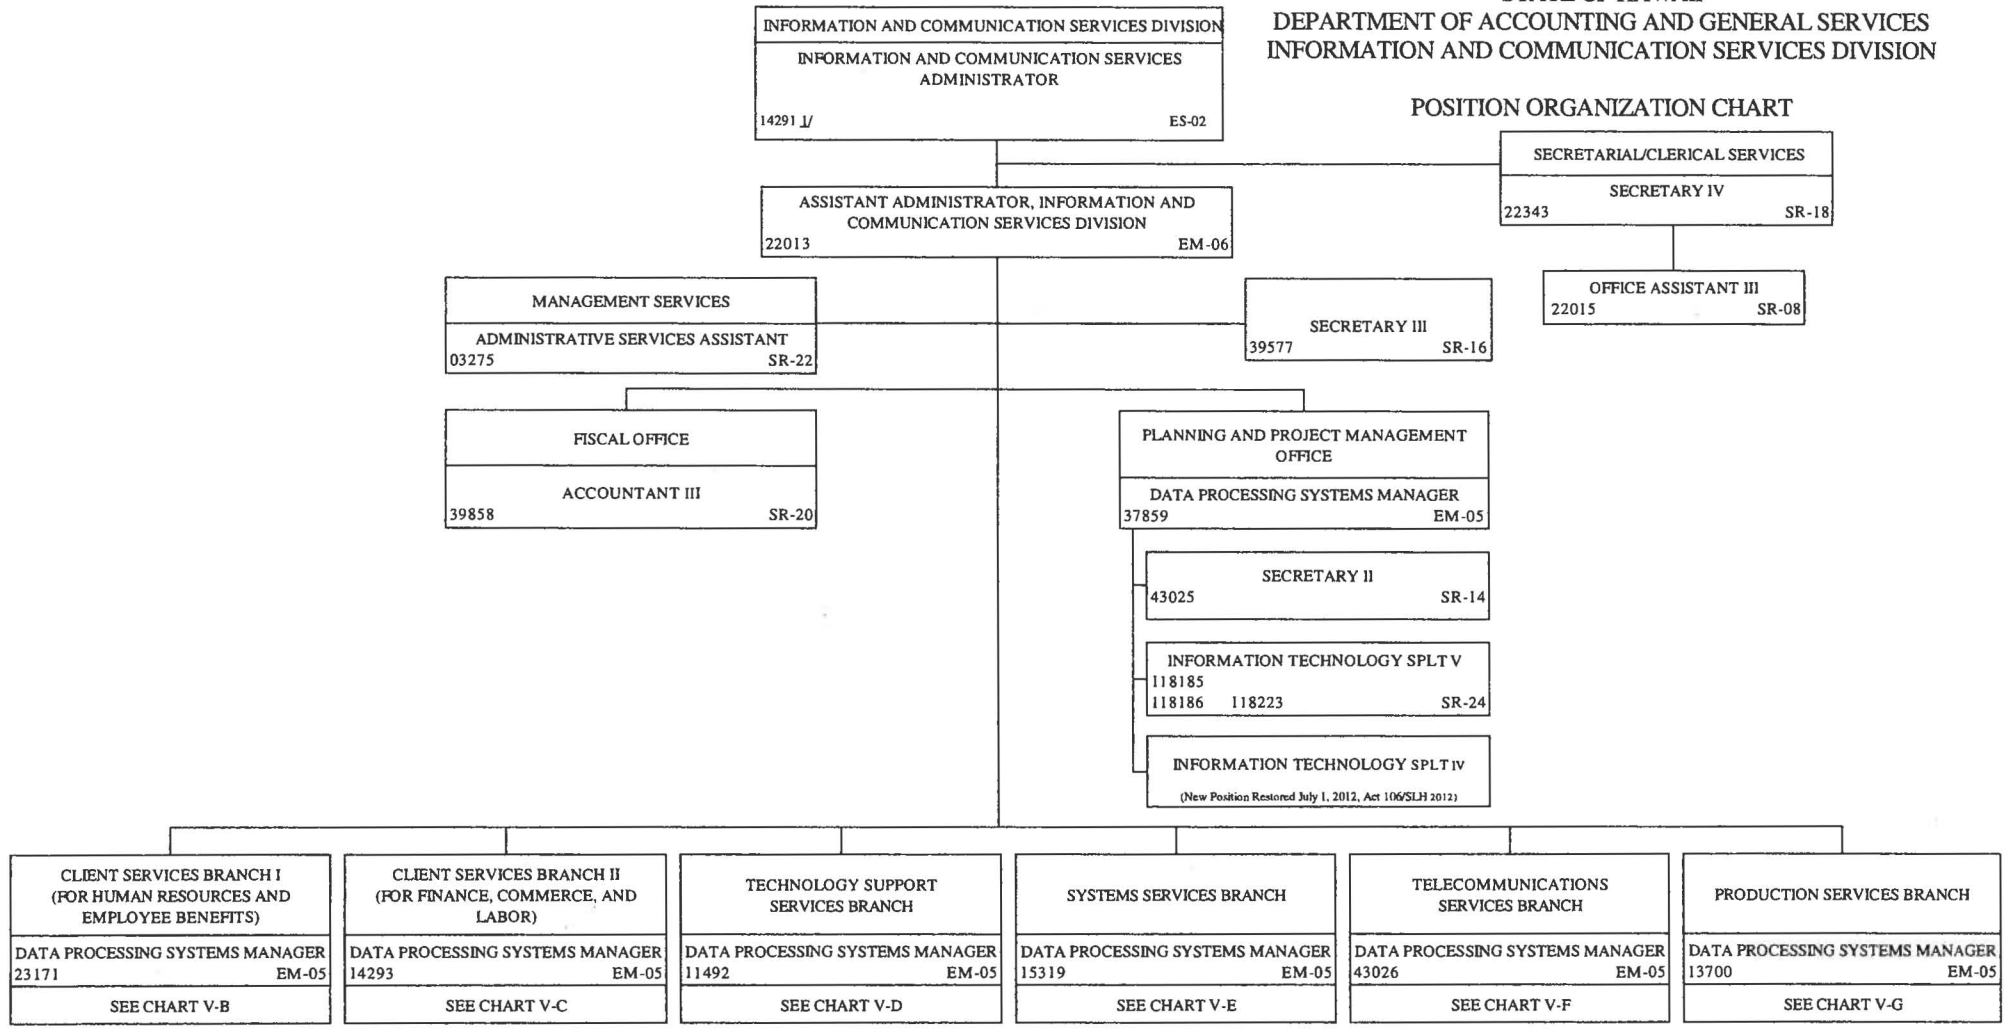 DEPARTMENT OF ACCOUNTING AND GENERAL SERVICES
INFORMATION AND COMMUNICATION SERVICES DIVISION
POSITION ORGANIZATION CHART
INFORMATION AND COMMUNICATION SERVICES DIVISION
INFORMATION AND COMMUNICATION SERVICES
ADMINISTRATOR
14291 1/ ES-02
SECRETARIAL/CLERICAL SERVICES
SECRETARY IV
22343 SR-18
OFFICE ASSISTANT III
22015 SR-08
ASSISTANT ADMINISTRATOR, INFORMATION AND
COMMUNICATION SERVICES DIVISION
22013 EM-06
MANAGEMENT SERVICES
ADMINISTRATIVE SERVICES ASSISTANT
03275 SR-22
SECRETARY III
39577 SR-16
FISCAL OFFICE
ACCOUNTANT III
39858 SR-20
PLANNING AND PROJECT MANAGEMENT
OFFICE
DATA PROCESSING SYSTEMS MANAGER
37859 EM-05
SECRETARY II
43025 SR-14
INFORMATION TECHNOLOGY SPLT V
118185
118186 118223 SR-24
INFORMATION TECHNOLOGY SPLT IV
(New Position Restored July 1, 2012, Act 106/SLH 2012)
CLIENT SERVICES BRANCH I
(FOR HUMAN RESOURCES AND
EMPLOYEE BENEFITS)
DATA PROCESSING SYSTEMS MANAGER
23171 EM-05
SEE CHART V-B
CLIENT SERVICES BRANCH II
(FOR FINANCE, COMMERCE, AND
LABOR)
DATA PROCESSING SYSTEMS MANAGER
14293 EM-05
SEE CHART V-C
TECHNOLOGY SUPPORT
SERVICES BRANCH
DATA PROCESSING SYSTEMS MANAGER
11492 EM-05
SEE CHART V-D
SYSTEMS SERVICES BRANCH
DATA PROCESSING SYSTEMS MANAGER
15319 EM-05
SEE CHART V-E
TELECOMMUNICATIONS
SERVICES BRANCH
DATA PROCESSING SYSTEMS MANAGER
43026 EM-05
SEE CHART V-F
PRODUCTION SERVICES BRANCH
DATA PROCESSING SYSTEMS MANAGER
13700 EM-05
SEE CHART V-G